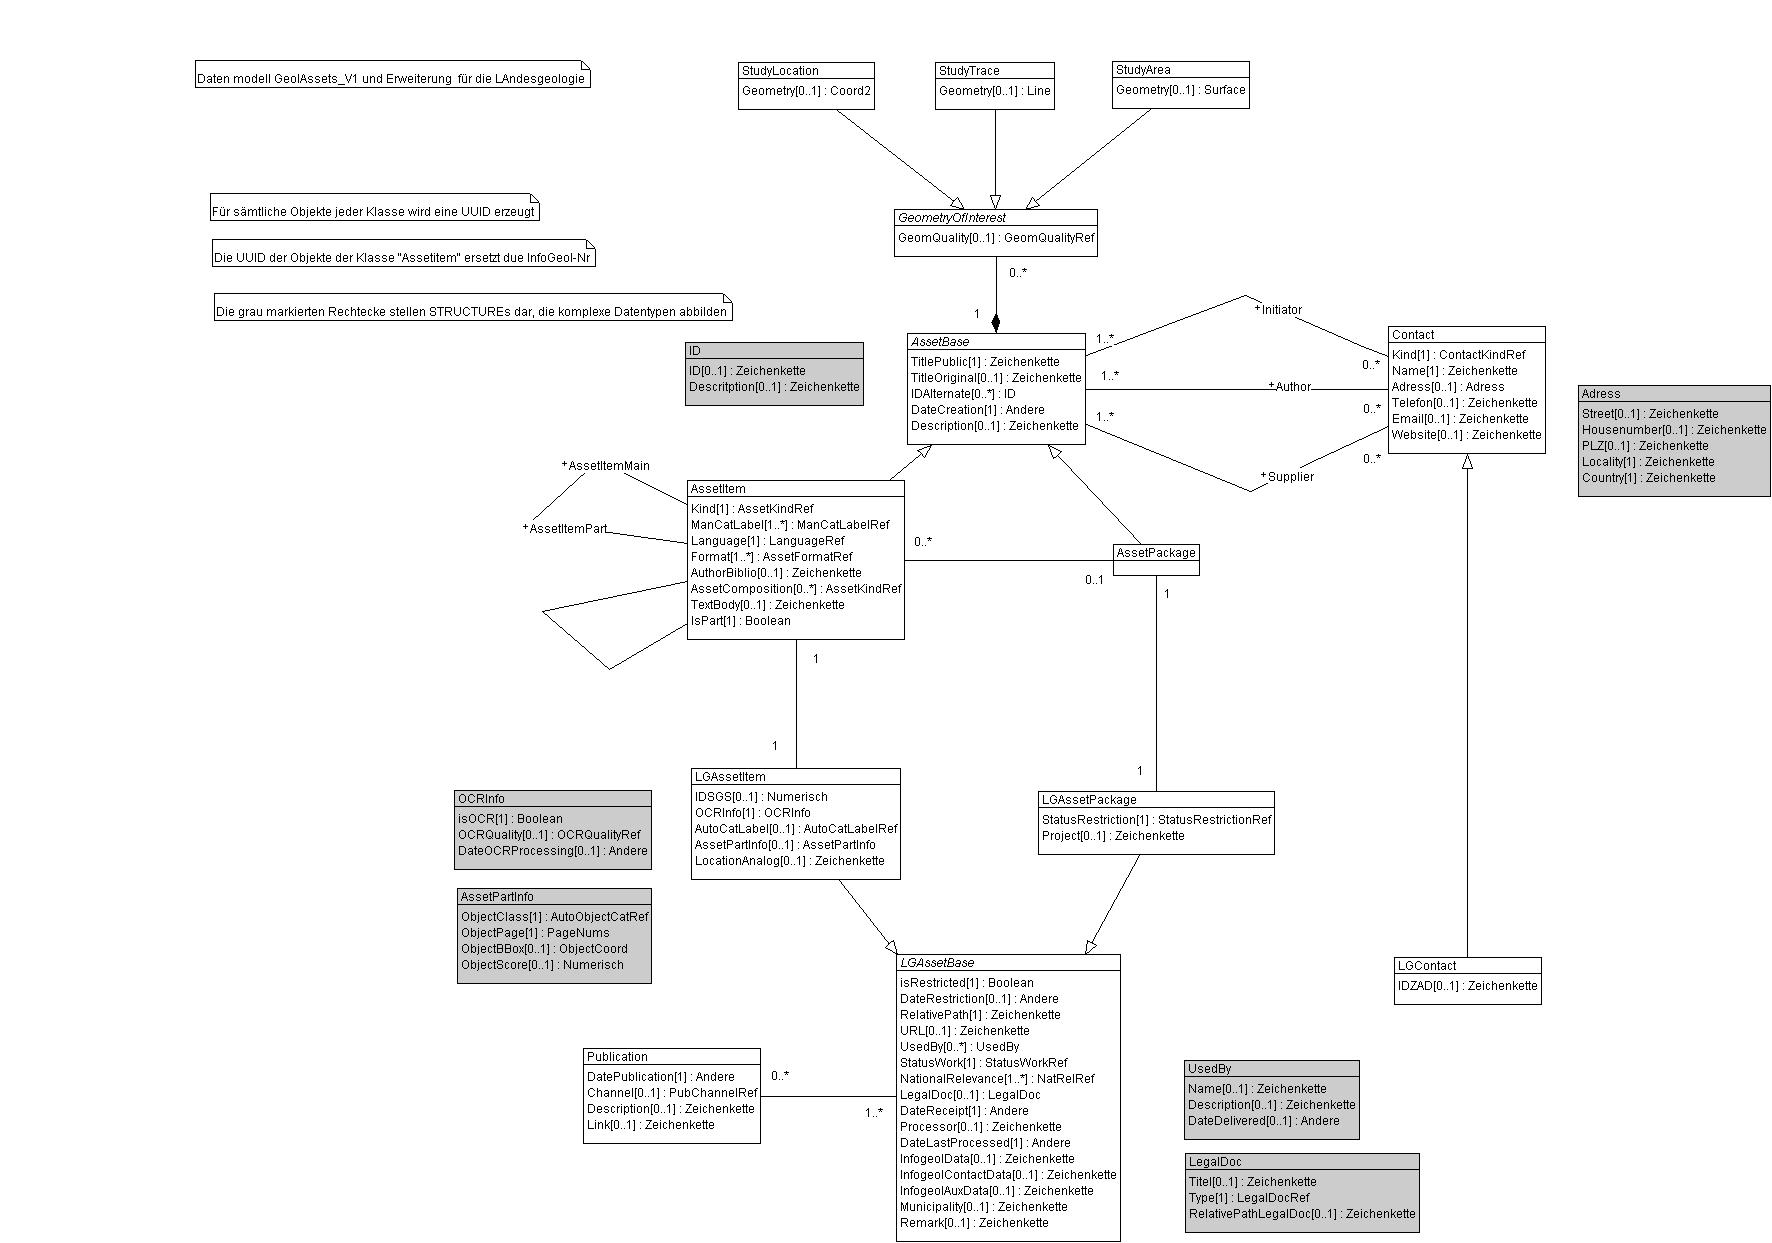 Daten modell GeolAssets_V1 und Erweiterung für die LAndesgeologie
StudyLocation
Geometry[0..1] : Coord2
StudyTrace
Geometry[0..1] : Line
StudyArea
Geometry[0..1] : Surface
Für sämtliche Objekte jeder Klasse wird eine UUID erzeugt
Die UUID der Objekte der Klasse "Assetitem" ersetzt due InfoGeol-Nr
Die grau markierten Rechtecke stellen STRUCTUREs dar, die komplexe Datentypen abbilden
GeometryOfInterest
GeomQuality[0..1] : GeomQualityRef
0..*
1
ID
ID[0..1] : Zeichenkette
Descritption[0..1] : Zeichenkette
AssetBase
TitlePublic[1] : Zeichenkette
TitleOriginal[0..1] : Zeichenkette
IDAlternate[0..*] : ID
DateCreation[1] : Andere
Description[0..1] : Zeichenkette
1..*
+Initiator
0..*
1..*
+Author
0..*
1..*
+Supplier
0..*
Contact
Kind[1] : ContactKindRef
Name[1] : Zeichenkette
Adress[0..1] : Adress
Telefon[0..1] : Zeichenkette
Email[0..1] : Zeichenkette
Website[0..1] : Zeichenkette
Adress
Street[0..1] : Zeichenkette
Housenumber[0..1] : Zeichenkette
PLZ[0..1] : Zeichenkette
Locality[1] : Zeichenkette
Country[1] : Zeichenkette
+AssetItemMain
+AssetItemPart
AssetItem
Kind[1] : AssetKindRef
ManCatLabel[1..*] : ManCatLabelRef
Language[1] : LanguageRef
Format[1..*] : AssetFormatRef
AuthorBiblio[0..1] : Zeichenkette
AssetComposition[0..*] : AssetKindRef
TextBody[0..1] : Zeichenkette
IsPart[1] : Boolean
0..*
0..1
AssetPackage
1
1
1
1
OCRInfo
isOCR[1] : Boolean
OCRQuality[0..1] : OCRQualityRef
DateOCRProcessing[0..1] : Andere
AssetPartInfo
ObjectClass[1] : AutoObjectCatRef
ObjectPage[1] : PageNums
ObjectBBox[0..1] : ObjectCoord
ObjectScore[0..1] : Numerisch
LGAssetItem
IDSGS[0..1] : Numerisch
OCRInfo[1] : OCRInfo
AutoCatLabel[0..1] : AutoCatLabelRef
AssetPartInfo[0..1] : AssetPartInfo
LocationAnalog[0..1] : Zeichenkette
LGAssetPackage
StatusRestriction[1] : StatusRestrictionRef
Project[0..1] : Zeichenkette
LGAssetBase
isRestricted[1] : Boolean
DateRestriction[0..1] : Andere
RelativePath[1] : Zeichenkette
URL[0..1] : Zeichenkette
UsedBy[0..*] : UsedBy
StatusWork[1] : StatusWorkRef
NationalRelevance[1..*] : NatRelRef
LegalDoc[0..1] : LegalDoc
DateReceipt[1] : Andere
Processor[0..1] : Zeichenkette
DateLastProcessed[1] : Andere
InfogeolData[0..1] : Zeichenkette
InfogeolContactData[0..1] : Zeichenkette
InfogeolAuxData[0..1] : Zeichenkette
Municipality[0..1] : Zeichenkette
Remark[0..1] : Zeichenkette
LGContact
IDZAD[0..1] : Zeichenkette
Publication
DatePublication[1] : Andere
Channel[0..1] : PubChannelRef
Description[0..1] : Zeichenkette
Link[0..1] : Zeichenkette
0..*
1..*
UsedBy
Name[0..1] : Zeichenkette
Description[0..1] : Zeichenkette
DateDelivered[0..1] : Andere
LegalDoc
Titel[0..1] : Zeichenkette
Type[1] : LegalDocRef
RelativePathLegalDoc[0..1] : Zeichenkette